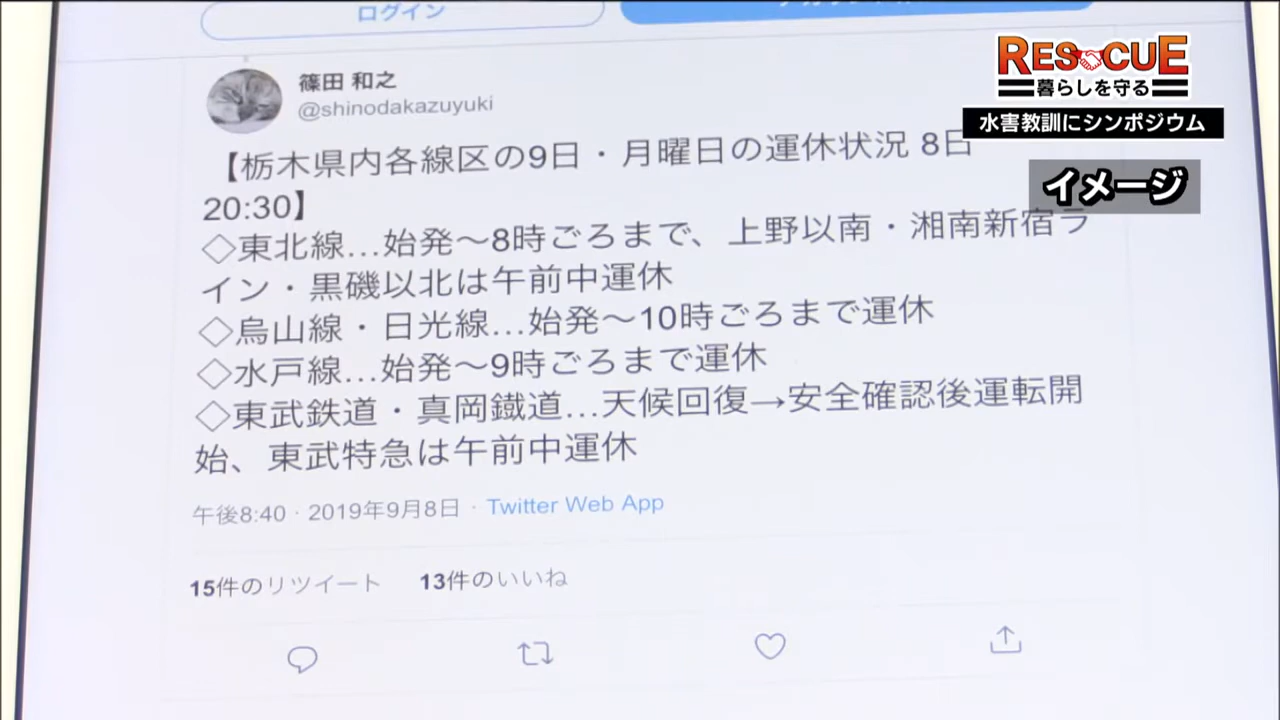 ログイン
RESCUE
暮らしを守る
水害教訓にシンポジウム
イメージ
篠田 和之
@shinodakazuyuki
【栃木県内各線区の9日・月曜日の運休状況 8日
20:30】
◇東北線…始発～8時ごろまで、上野以南・湘南新宿ラ
イン・黒磯以北は午前中運休
◇烏山線・日光線…始発～10時ごろまで運休
◇水戸線…始発～9時ごろまで運休
◇東武鉄道・真岡鐵道…天候回復→安全確認後運転開
始、東武特急は午前中運休
午後8:40 · 2019年9月8日 · Twitter Web App
15件のリツイート 13件のいいね